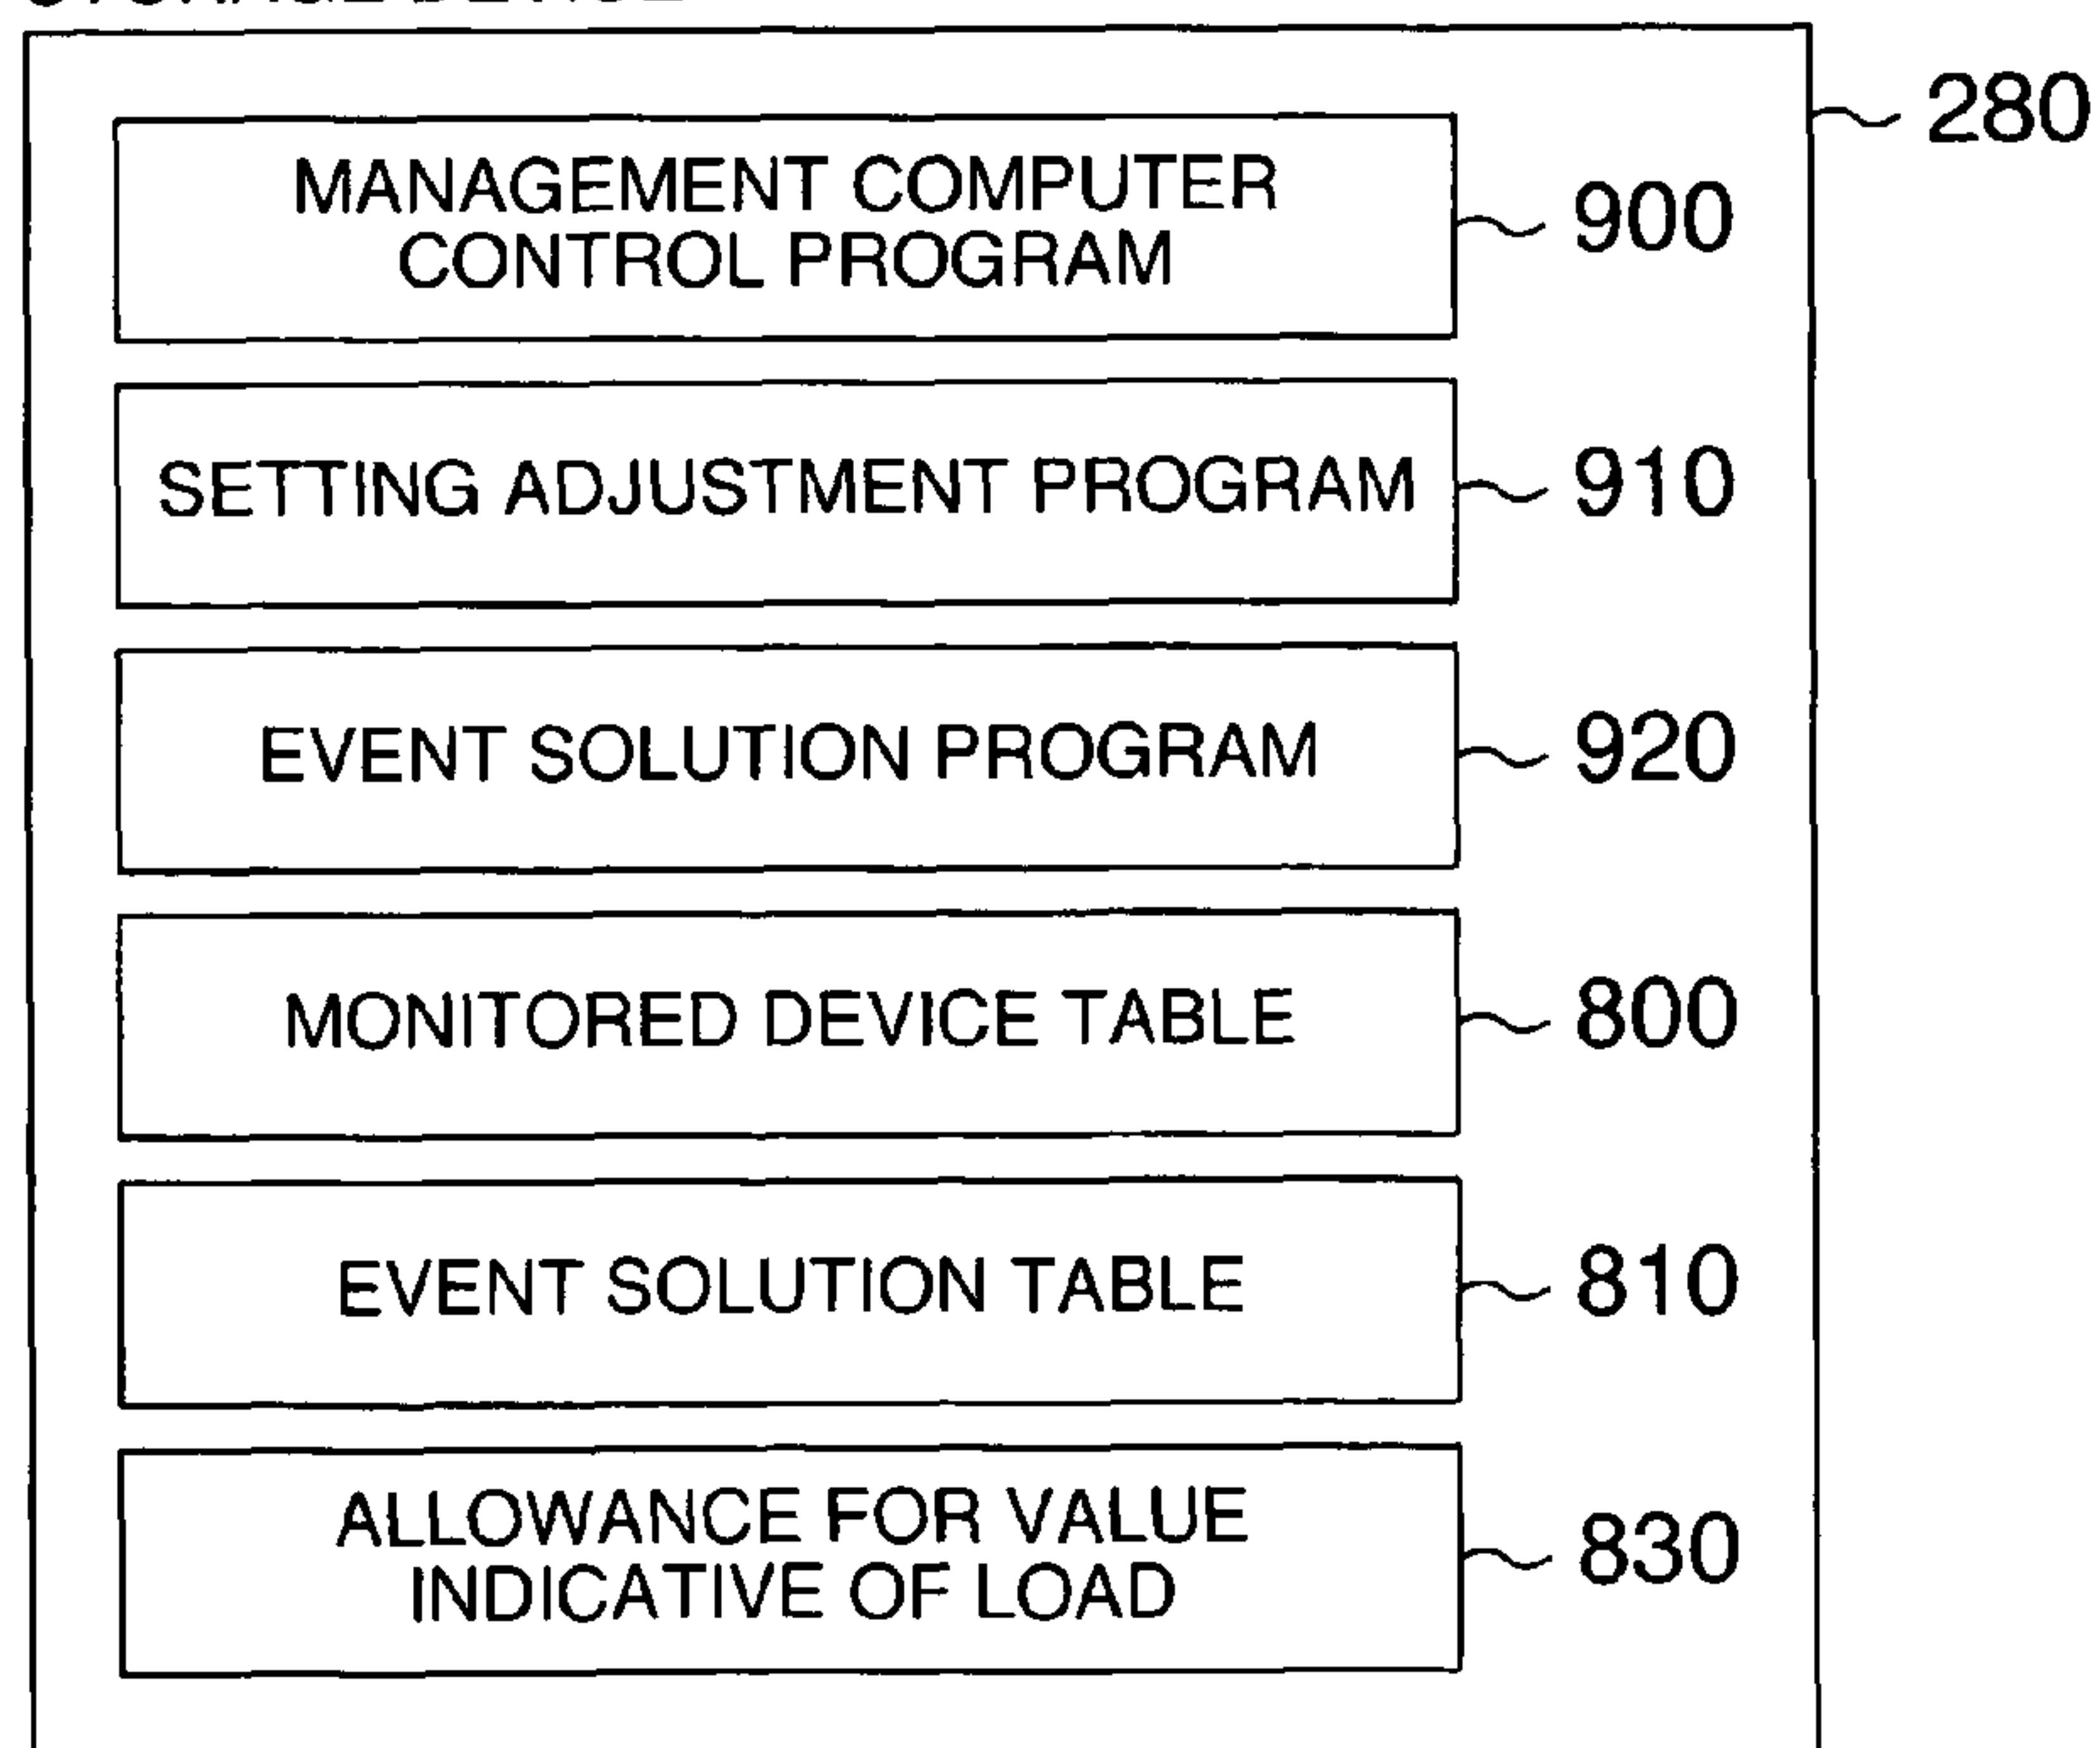 280
MANAGEMENT COMPUTER
CONTROL PROGRAM
900
SETTING ADJUSTMENT PROGRAM
910
EVENT SOLUTION PROGRAM
920
MONITORED DEVICE TABLE
800
EVENT SOLUTION TABLE
810
ALLOWANCE FOR VALUE
INDICATIVE OF LOAD
830